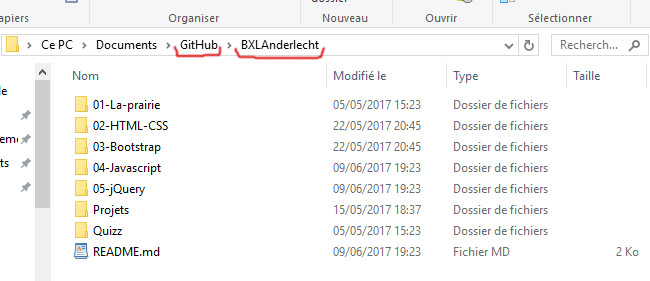 apiers Organiser Nouveau Ouvrir Sélectionner
Ce PC > Documents > GitHub > BXLAnderlecht Recherc...
Nom Modifié le Type Taille
01-La-prairie 05/05/2017 15:23 Dossier de fichiers
02-HTML-CSS 22/05/2017 20:45 Dossier de fichiers
03-Bootstrap 22/05/2017 20:45 Dossier de fichiers
04-Javascript 09/06/2017 19:23 Dossier de fichiers
05-jQuery 09/06/2017 19:23 Dossier de fichiers
Projets 15/05/2017 18:37 Dossier de fichiers
Quizz 05/05/2017 15:23 Dossier de fichiers
README.md 09/06/2017 19:23 Fichier MD 2 Ko